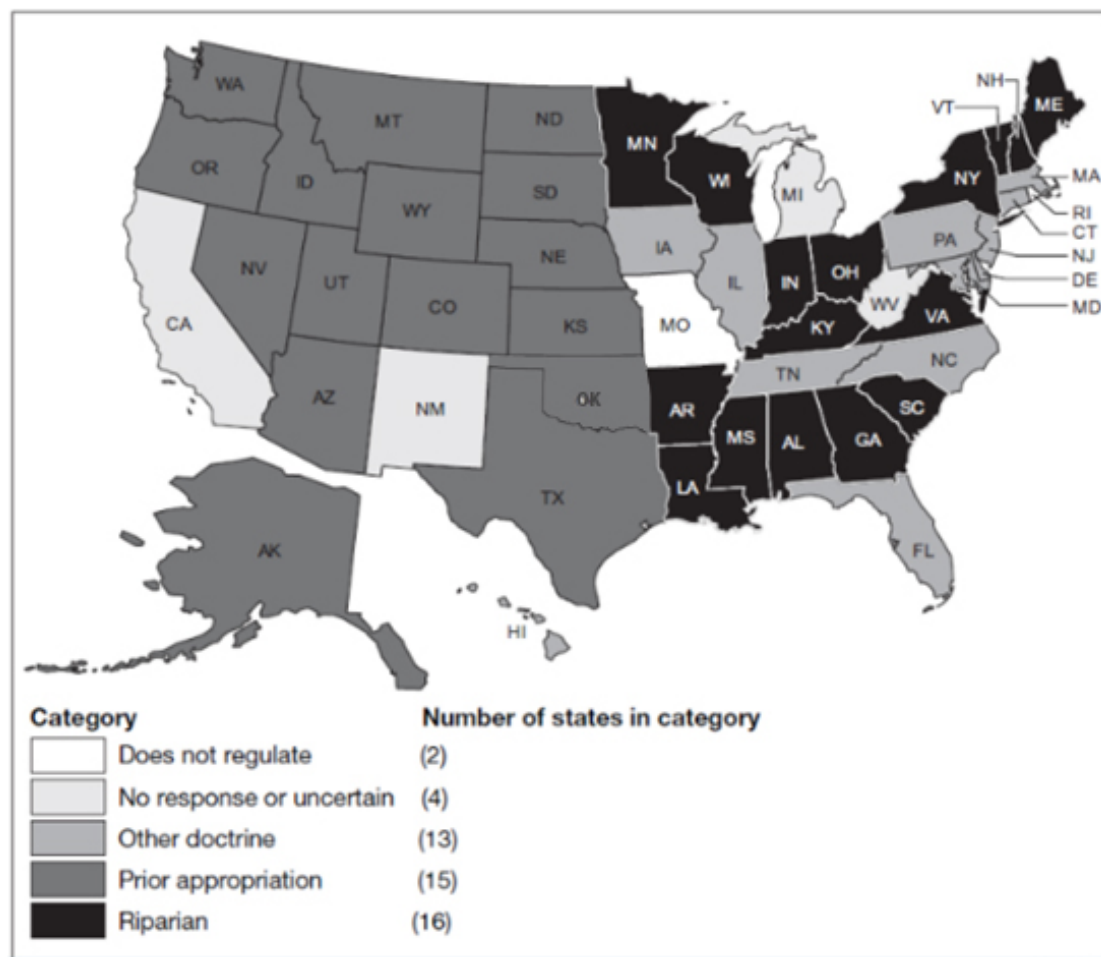 WA
MT
ND
MN
NH
VT
ME
OR
ID
WY
SD
WI
MI
NY
MA
RI
CT
NJ
DE
MD
NV
UT
CO
NE
KS
IA
IL
IN
OH
PA
CA
MO
KY
WV
VA
AZ
NM
OK
AR
TN
NC
SC
TX
LA
MS
AL
GA
FL
AK
HI
Category Number of states in category
Does not regulate (2)
No response or uncertain (4)
Other doctrine (13)
Prior appropriation (15)
Riparian (16)